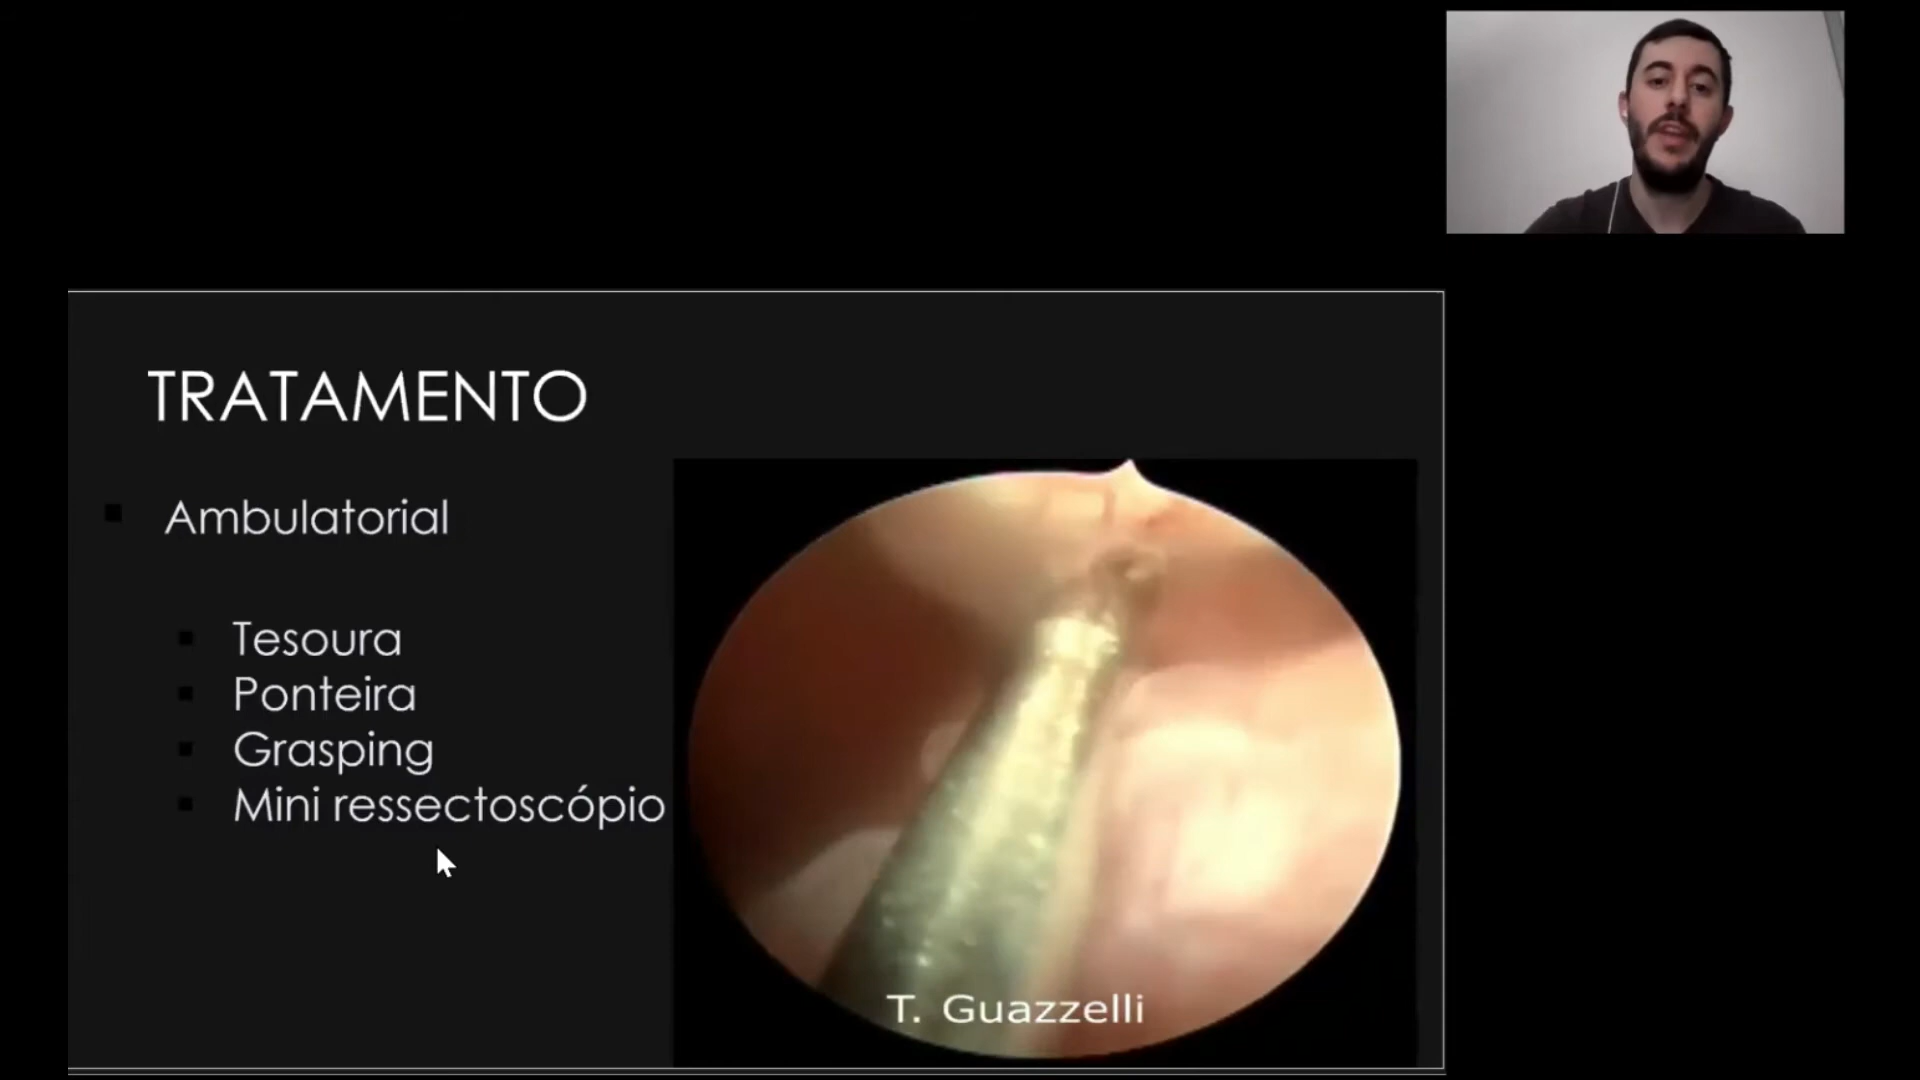 TRATAMENTO
Ambulatorial
Tesoura
Ponteira
Grasping
Mini ressectoscópio
T. Guazzelli